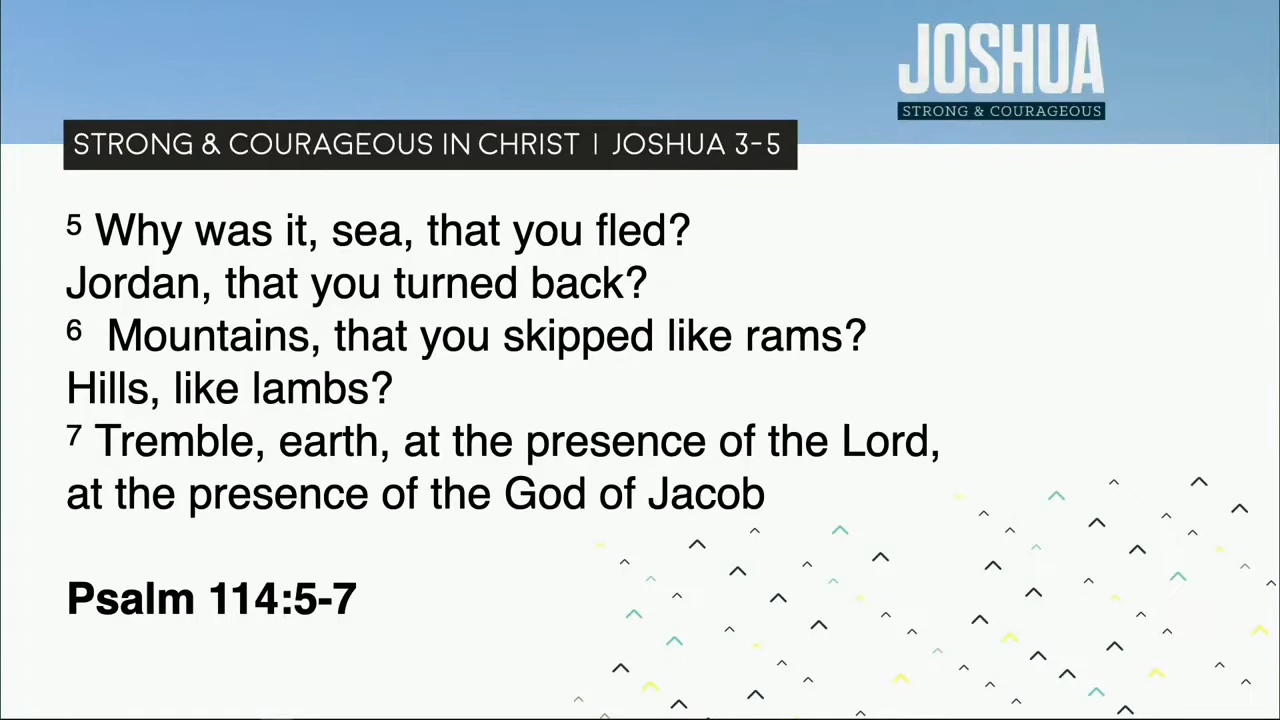 JOSHUA
STRONG & COURAGEOUS
STRONG & COURAGEOUS IN CHRIST | JOSHUA 3-5
⁵ Why was it, sea, that you fled?
Jordan, that you turned back?
⁶ Mountains, that you skipped like rams?
Hills, like lambs?
⁷ Tremble, earth, at the presence of the Lord,
at the presence of the God of Jacob
Psalm 114:5-7